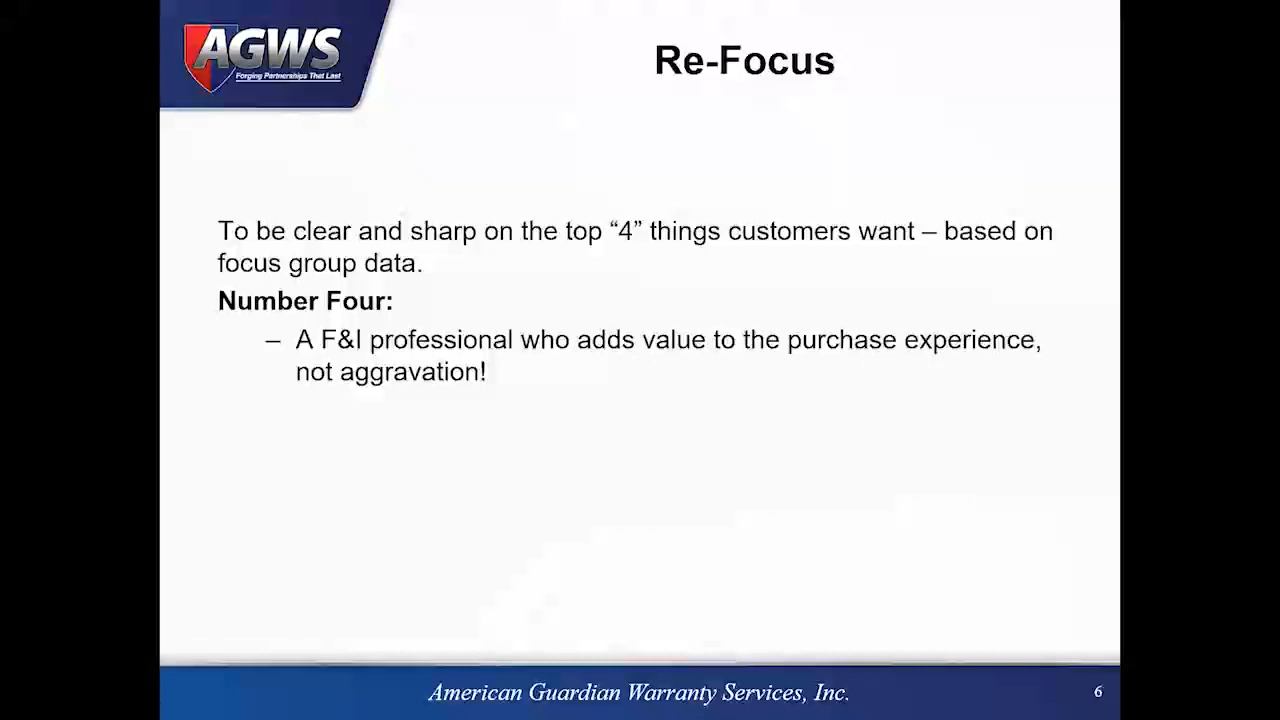 AGWS
Forging Partnerships That Last
Re-Focus
To be clear and sharp on the top “4” things customers want – based on
focus group data.
Number Four:
– A F&I professional who adds value to the purchase experience,
not aggravation!
American Guardian Warranty Services, Inc.
6